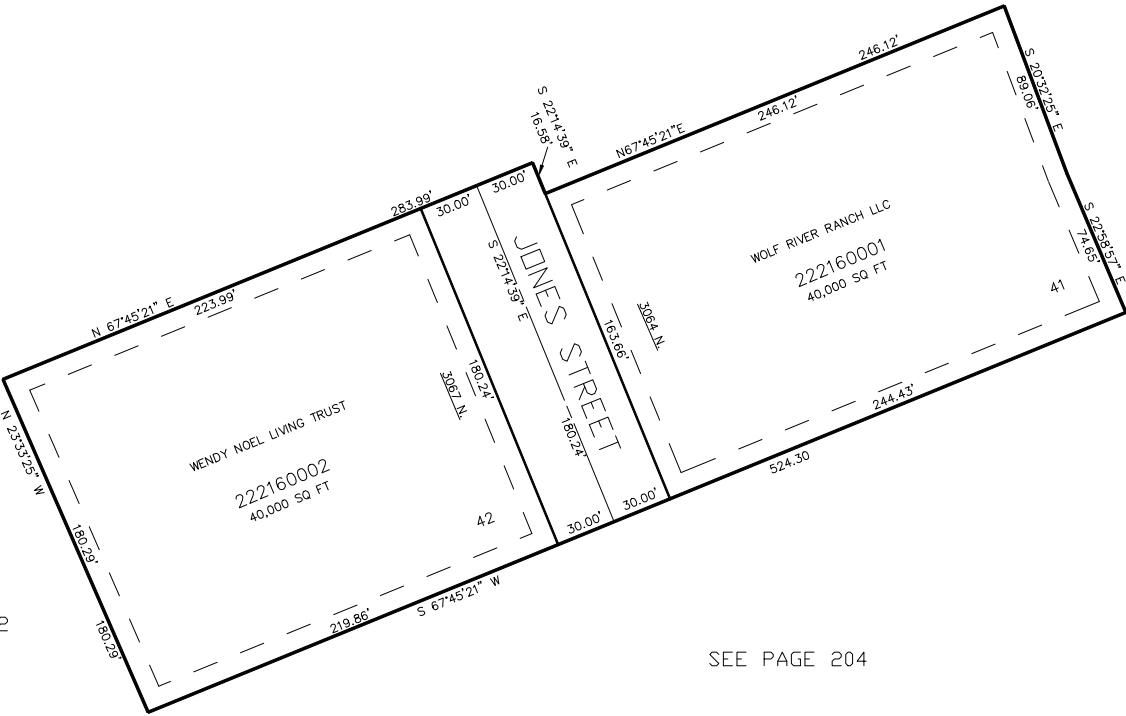 246.12'
246.12'
N67°45'21"E
S 20°32'25" E
89.06'
S 22°14'39" E
16.58'
283.99'
30.00'
30.00'
N 67°45'21" E
223.99'
WOLF RIVER RANCH LLC
222160001
40,000 SQ FT
41
S 22°58'57" E
74.65'
JONES STREET
S 22°14'39" E
180.24'
3064 N.
163.66'
3067 N.
180.24'
WENDY NOEL LIVING TRUST
222160002
40,000 SQ FT
42
N 23°33'25" W
180.29'
180.29'
244.43'
524.30
30.00'
30.00'
S 67°45'21" W
219.86'
SEE PAGE 204